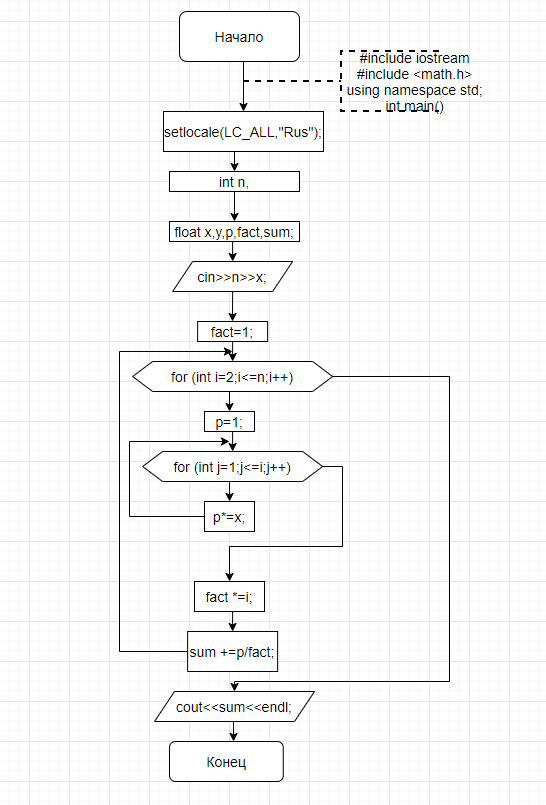 Начало
#include iostream
#include <math.h>
using namespace std;
int main()
setlocale(LC_ALL,"Rus");
int n,
float x,y,p,fact,sum;
cin>>n>>x;
fact=1;
for (int i=2;i<=n;i++)
p=1;
for (int j=1;j<=i;j++)
p*=x;
fact *=i;
sum +=p/fact;
cout<<sum<<endl;
Конец